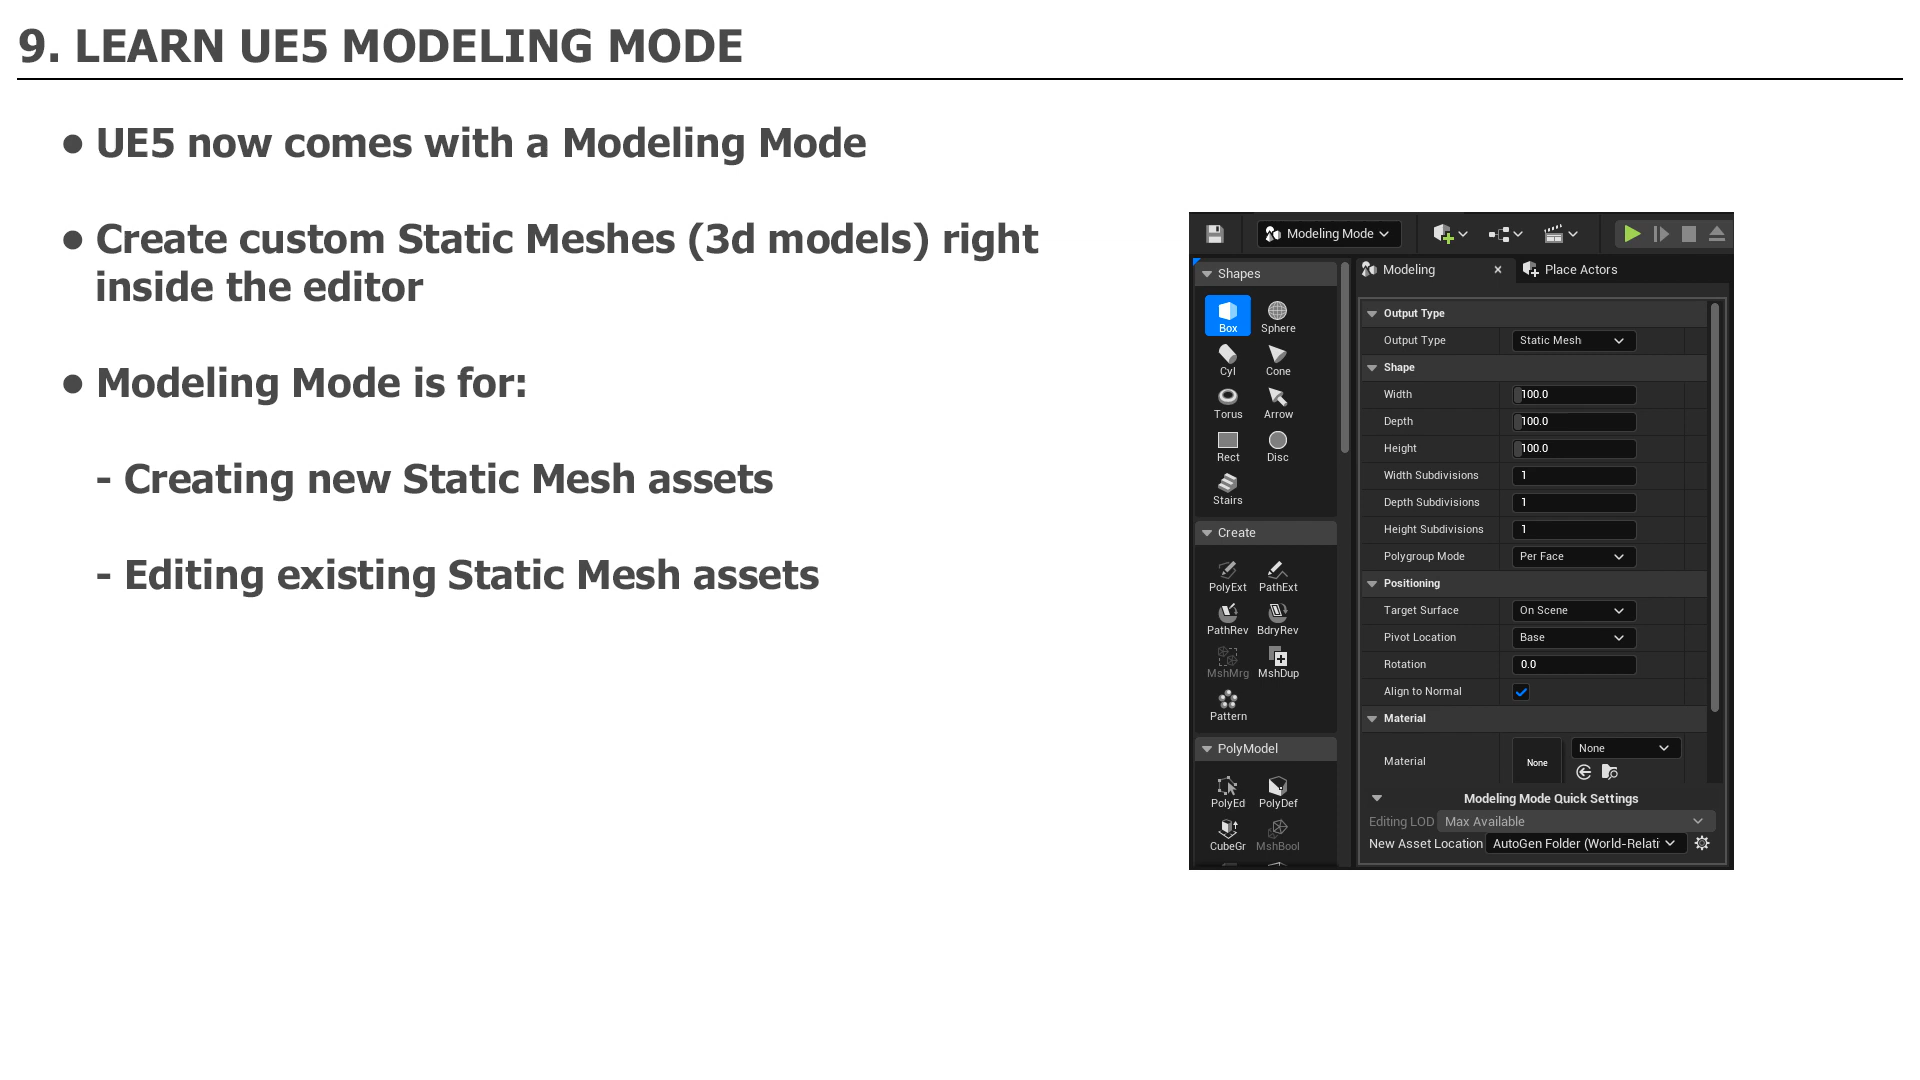 9. LEARN UE5 MODELING MODE
• UE5 now comes with a Modeling Mode
• Create custom Static Meshes (3d models) right
inside the editor
• Modeling Mode is for:
- Creating new Static Mesh assets
- Editing existing Static Mesh assets
Modeling Mode
Shapes
Box Sphere
Cyl Cone
Torus Arrow
Rect Disc
Stairs
Create
PolyExt PathExt
PathRev BdryRev
MshMrg MshDup
Pattern
PolyModel
PolyEd PolyDef
CubeGr MshBool
Modeling × Place Actors
Output Type
Output Type Static Mesh
Shape
Width 100.0
Depth 100.0
Height 100.0
Width Subdivisions 1
Depth Subdivisions 1
Height Subdivisions 1
Polygroup Mode Per Face
Positioning
Target Surface On Scene
Pivot Location Base
Rotation 0.0
Align to Normal
Material
Material None None
Modeling Mode Quick Settings
Editing LOD Max Available
New Asset Location AutoGen Folder (World-Relati